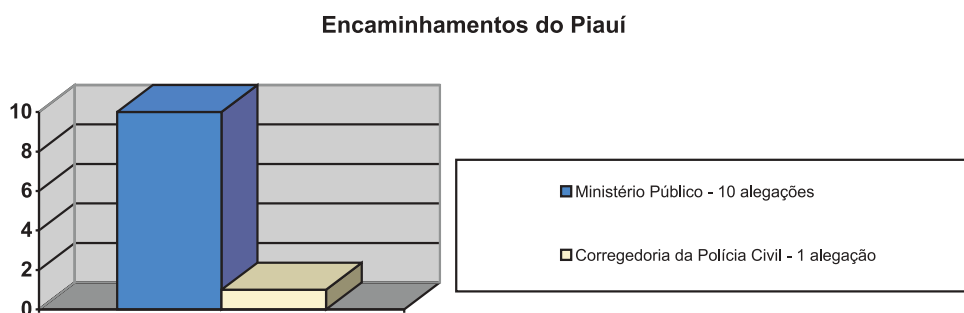 Encaminhamentos do Piauí
10
8
6
4
2
0
Ministério Público - 10 alegações
Corregedoria da Polícia Civil - 1 alegação